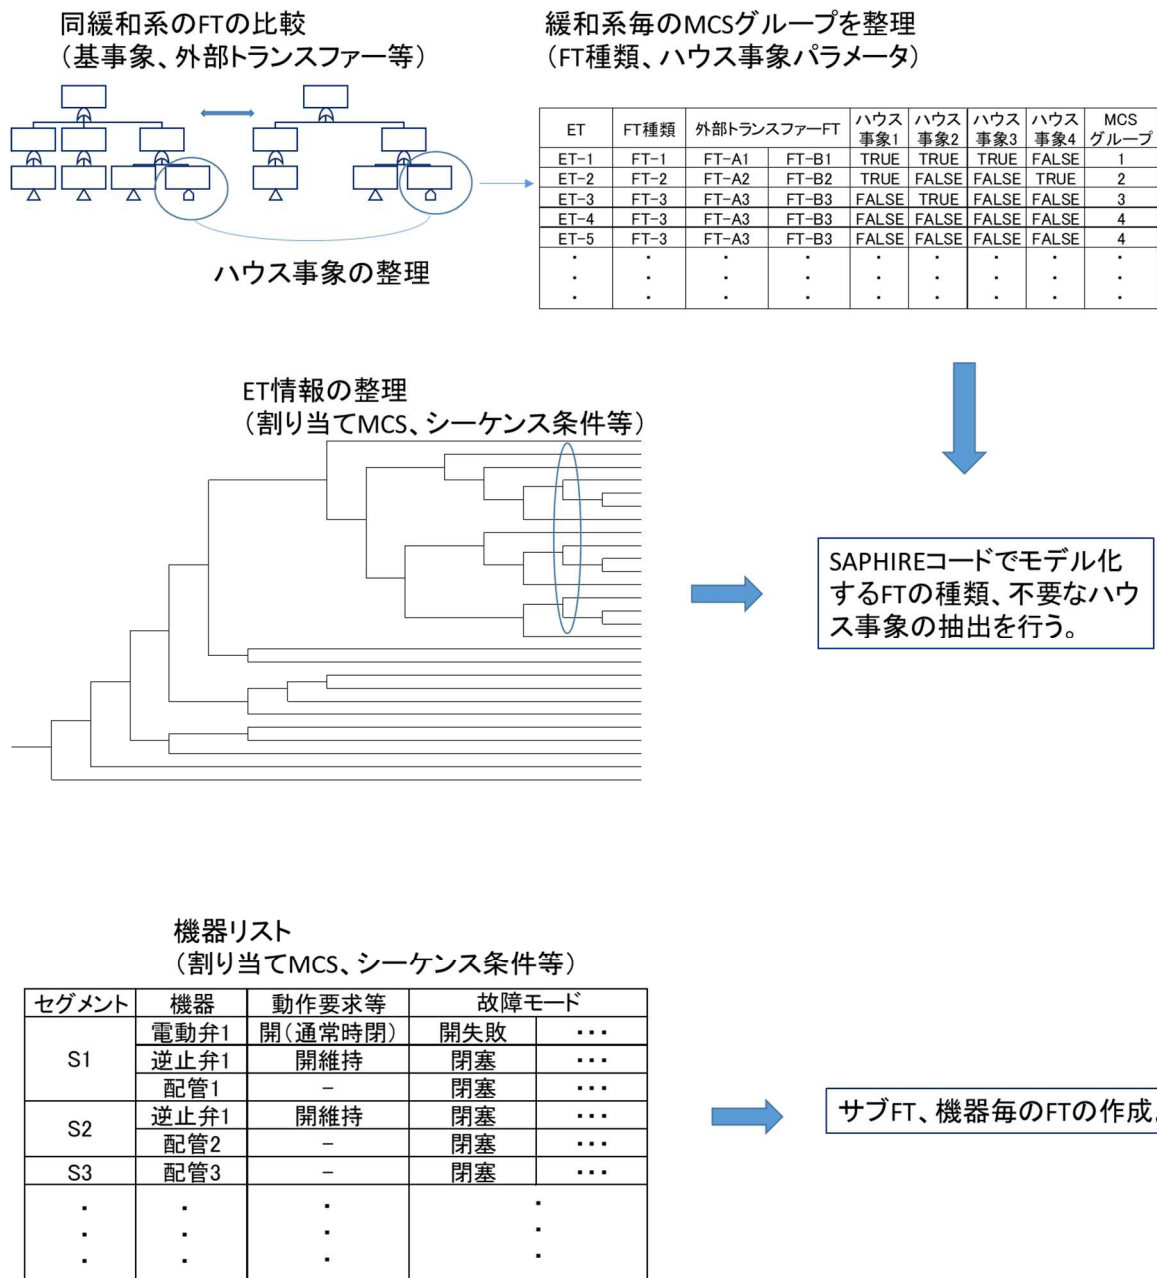 同緩和系のFTの比較
（基事象、外部トランスファー等）
ハウス事象の整理
緩和系毎のMCSグループを整理
（FT種類、ハウス事象パラメータ）
ET FT種類 外部トランスファーFT ハウス事象1 ハウス事象2 ハウス事象3 ハウス事象4 MCSグループ
ET-1 FT-1 FT-A1 FT-B1 TRUE TRUE TRUE FALSE 1
ET-2 FT-2 FT-A2 FT-B2 TRUE FALSE FALSE TRUE 2
ET-3 FT-3 FT-A3 FT-B3 FALSE TRUE FALSE FALSE 3
ET-4 FT-3 FT-A3 FT-B3 FALSE FALSE FALSE FALSE 4
ET-5 FT-3 FT-A3 FT-B3 FALSE FALSE FALSE FALSE 4
・ ・ ・ ・ ・ ・ ・ ・ ・
・ ・ ・ ・ ・ ・ ・ ・ ・
・ ・ ・ ・ ・ ・ ・ ・ ・
ET情報の整理
（割り当てMCS、シーケンス条件等）
SAPHIREコードでモデル化
するFTの種類、不要なハウ
ス事象の抽出を行う。
機器リスト
（割り当てMCS、シーケンス条件等）
セグメント 機器 動作要求等 故障モード
S1 電動弁1 開（通常時閉） 開失敗 ・・・
逆止弁1 開維持 閉塞 ・・・
配管1 － 閉塞 ・・・
S2 逆止弁1 開維持 閉塞 ・・・
配管2 － 閉塞 ・・・
S3 配管3 － 閉塞 ・・・
・ ・ ・ ・
・ ・ ・ ・
・ ・ ・ ・
サブFT、機器毎のFTの作成。